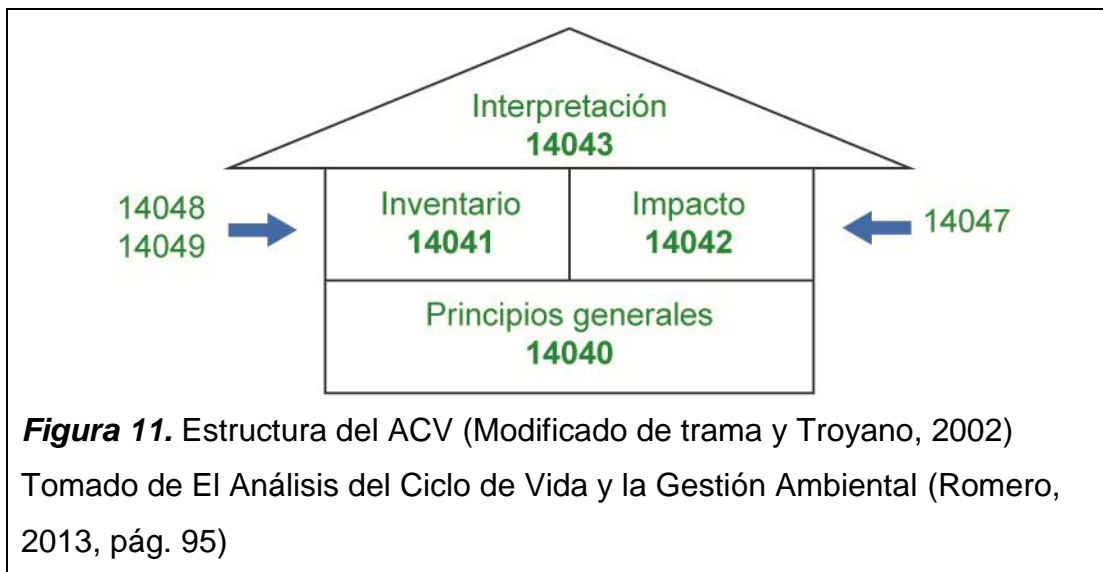 Interpretación
14043
14048
14049
Inventario
14041
Impacto
14042
14047
Principios generales
14040
Figura 11. Estructura del ACV (Modificado de trama y Troyano, 2002)
Tomado de El Análisis del Ciclo de Vida y la Gestión Ambiental (Romero,
2013, pág. 95)